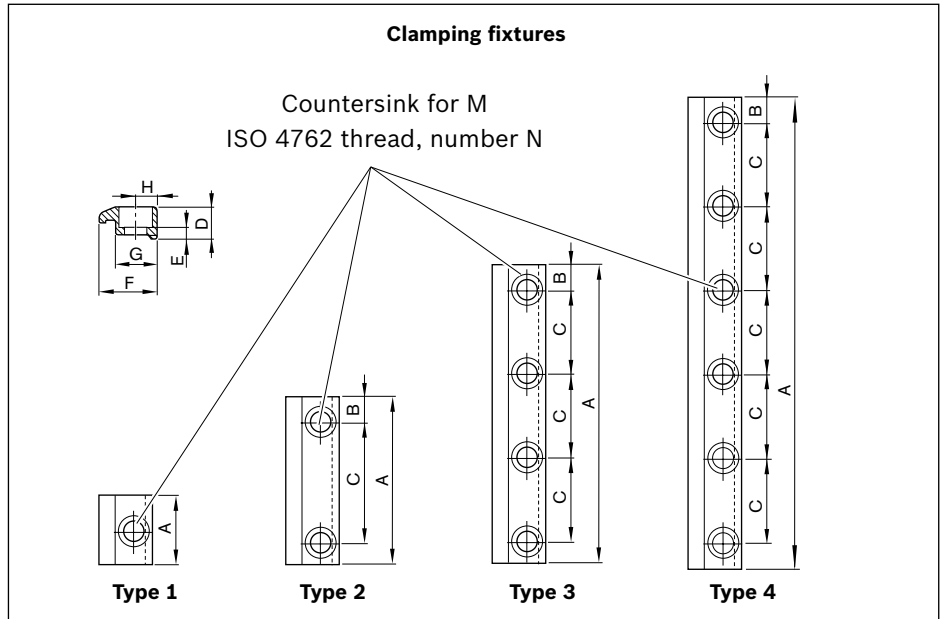 Clamping fixtures
Countersink for M
ISO 4762 thread, number N
H
D
E
G
F
A
Type 1
B
C
A
Type 2
B
C
C
C
A
Type 3
B
C
C
C
C
C
A
Type 4